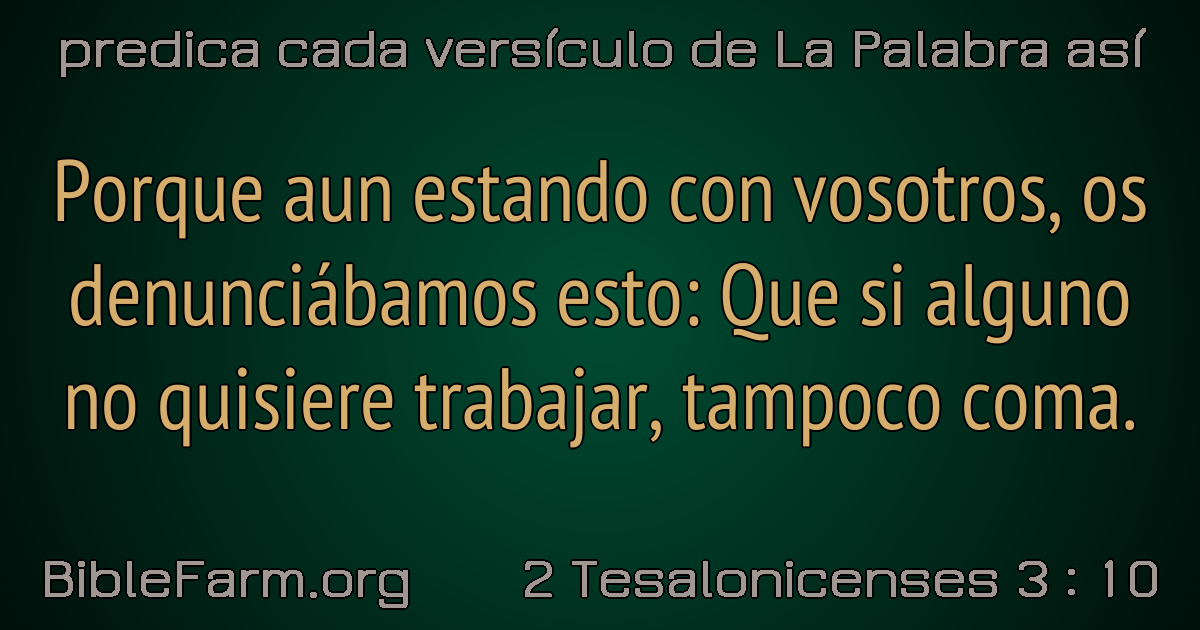 predica cada versículo de La Palabra así
Porque aun estando con vosotros, os
denunciábamos esto: Que si alguno
no quisiere trabajar, tampoco coma.
BibleFarm.org
2 Tesalonicenses 3 : 10